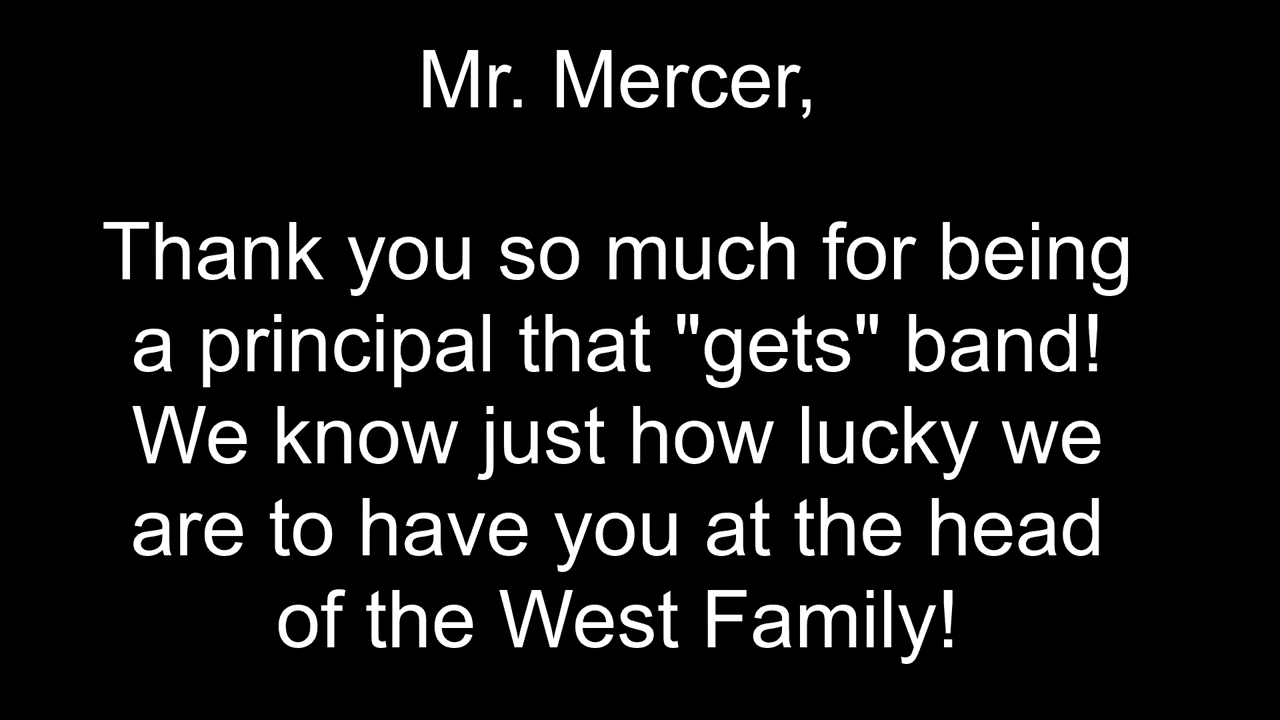 Mr. Mercer,
Thank you so much for being
a principal that "gets" band!
We know just how lucky we
are to have you at the head
of the West Family!